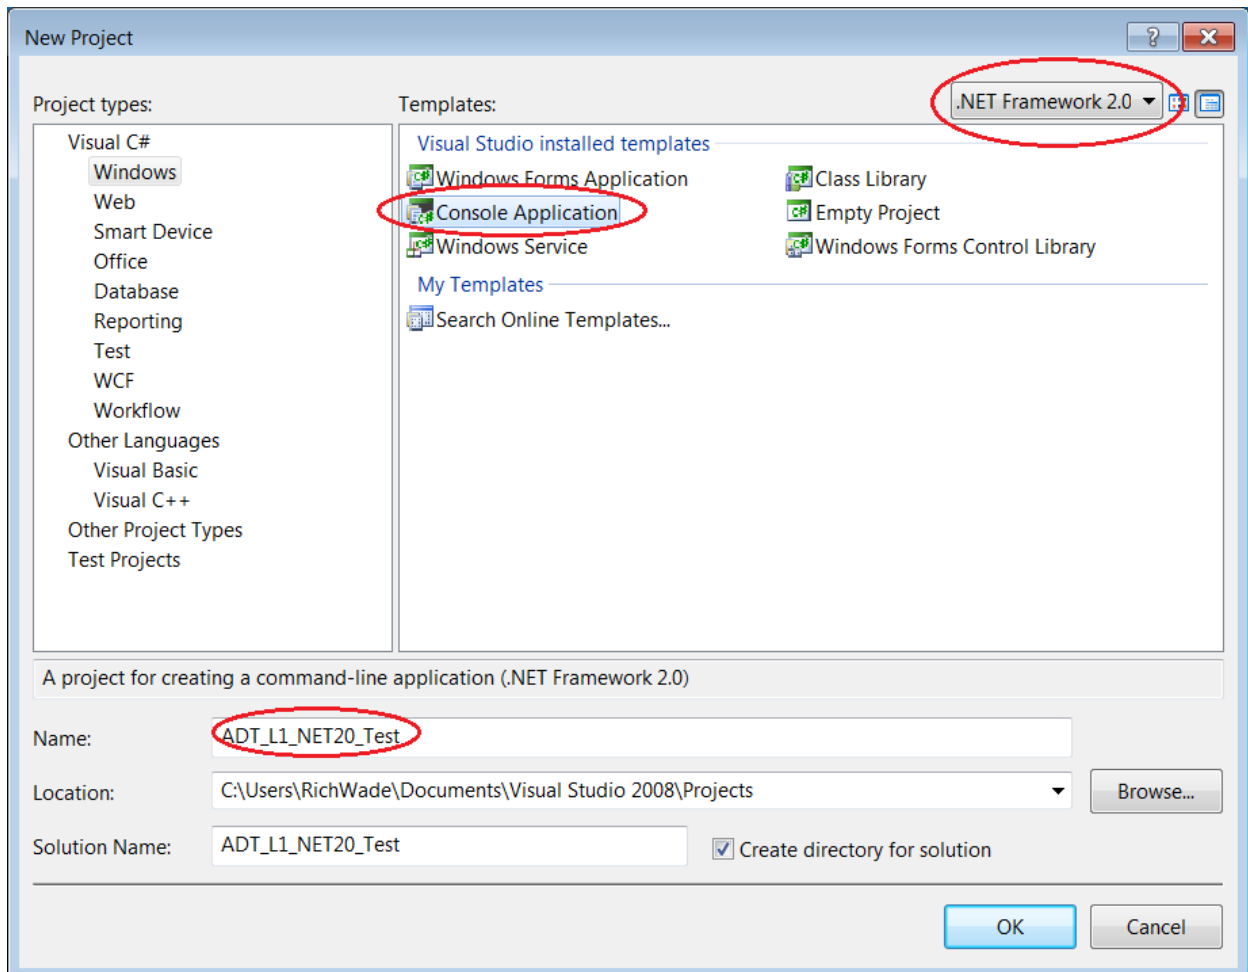 New Project
Project types:
Templates:
.NET Framework 2.0
Visual C#
Windows
Web
Smart Device
Office
Database
Reporting
Test
WCF
Workflow
Other Languages
Visual Basic
Visual C++
Other Project Types
Test Projects
Visual Studio installed templates
Windows Forms Application
Class Library
Console Application
Empty Project
Windows Service
Windows Forms Control Library
My Templates
Search Online Templates...
A project for creating a command-line application (.NET Framework 2.0)
Name:
ADT_L1_NET20_Test
Location:
C:\Users\RichWade\Documents\Visual Studio 2008\Projects
Browse...
Solution Name:
ADT_L1_NET20_Test
Create directory for solution
OK
Cancel